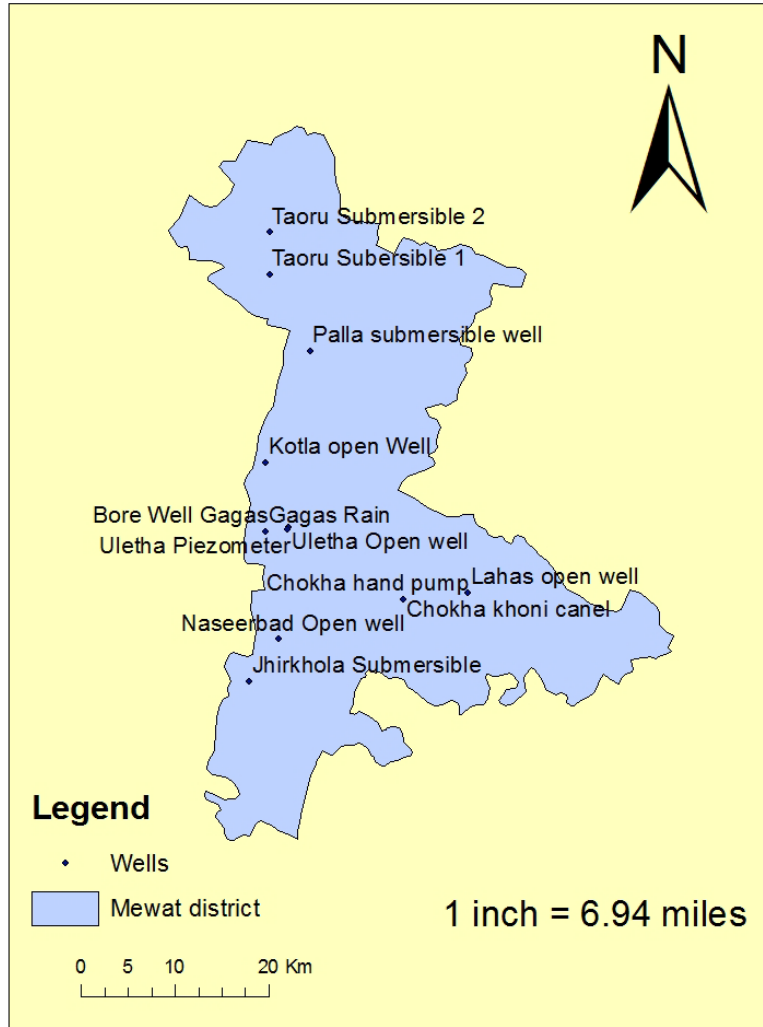 N
Taoru Submersible 2
Taoru Subersible 1
Palla submersible well
Kotla open Well
Bore Well GagasGagas Rain
Uletha Piezometer Uletha Open well
Chokha hand pump Lahas open well
Chokha khoni canel
Naseerbad Open well
Jhirkhola Submersible
Legend
Wells
Mewat district
1 inch = 6.94 miles
0 5 10 20 Km